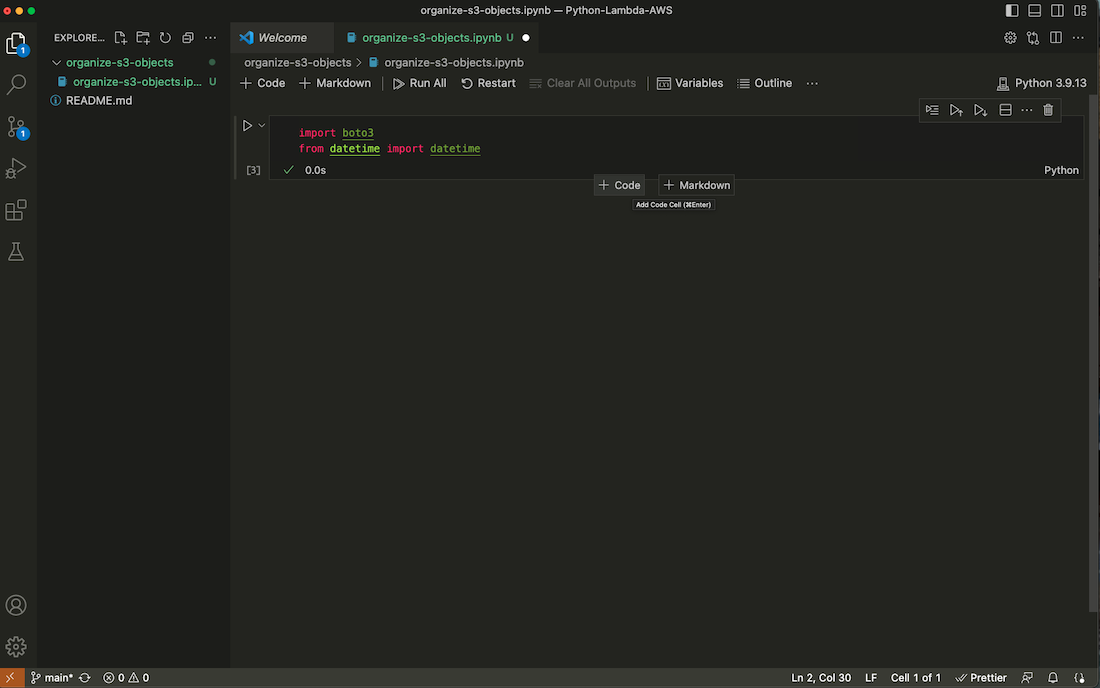 organize-s3-objects.ipynb — Python-Lambda-AWS
1
EXPLORE...
Welcome
organize-s3-objects.ipynb U
organize-s3-objects
organize-s3-objects.ip... U
README.md
1
organize-s3-objects > organize-s3-objects.ipynb
+ Code + Markdown Run All Restart Clear All Outputs Variables Outline ... Python 3.9.13
import boto3
from datetime import datetime
[3] ✓ 0.0s Python
+ Code + Markdown
Add Code Cell (⌘Enter)
main* 0 0 Ln 2, Col 30 LF Cell 1 of 1 Prettier